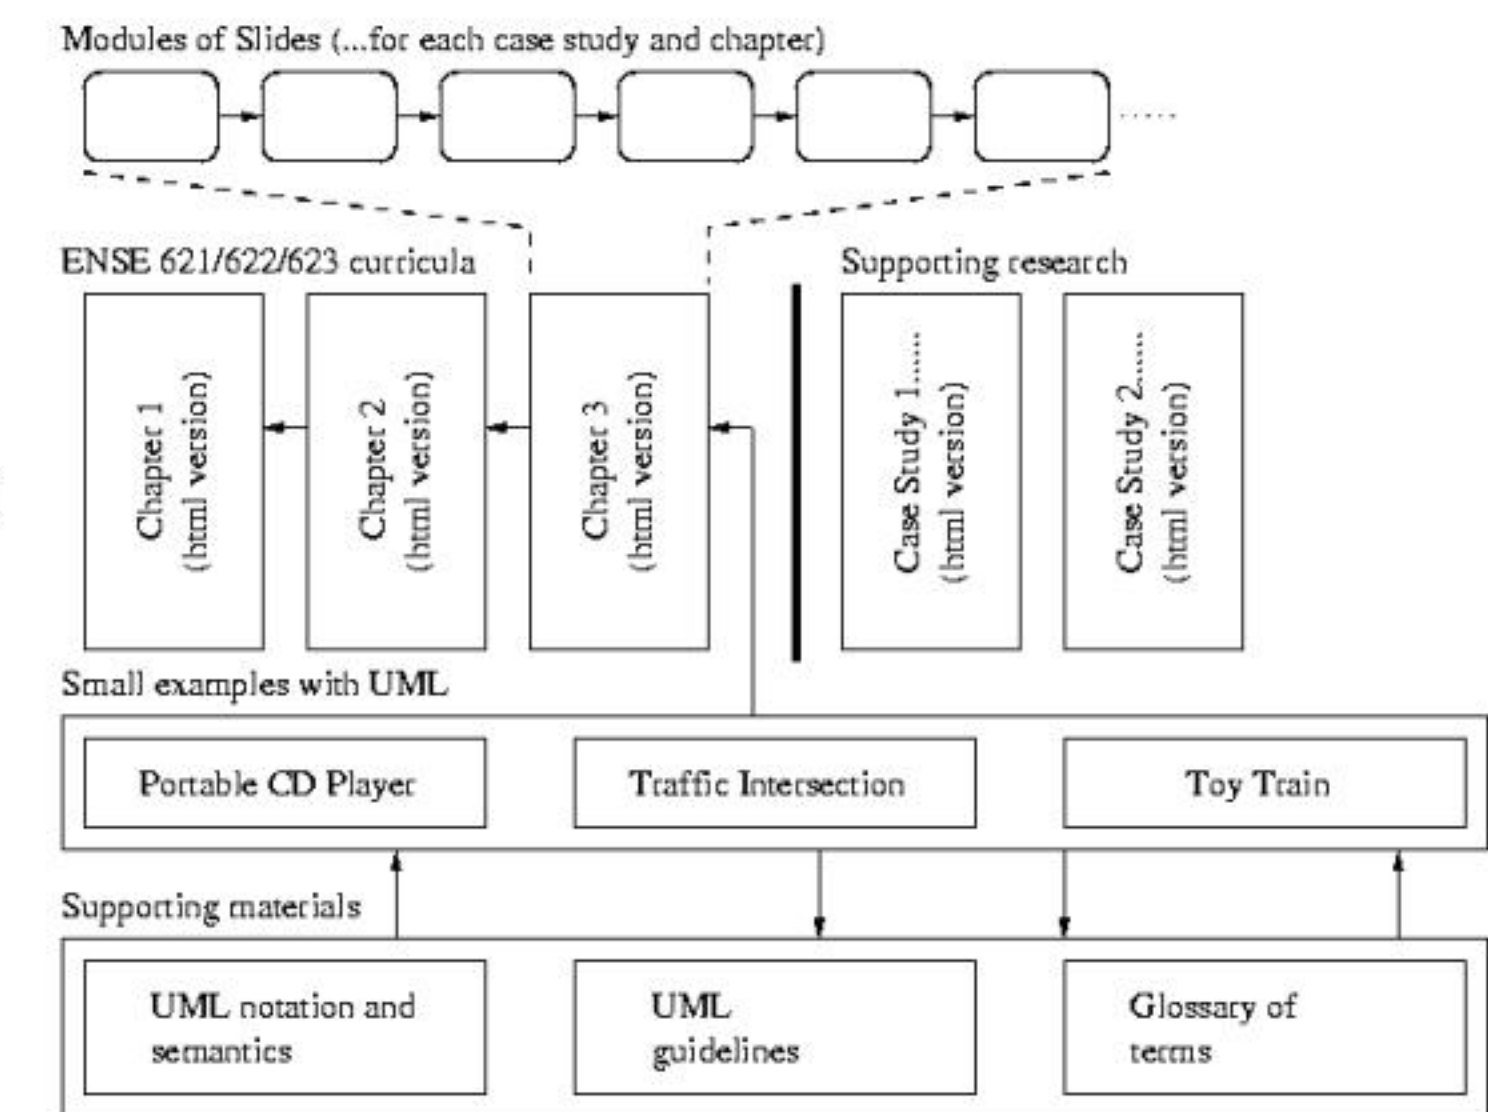 Modules of Slides (...for each case study and chapter)
.....
ENSE 621/622/623 curricula
Supporting research
Chapter 1
(html version)
Chapter 2
(html version)
Chapter 3
(html version)
Case Study 1......
(html version)
Case Study 2......
(html version)
Small examples with UML
Portable CD Player
Traffic Intersection
Toy Train
Supporting materials
UML notation and
semantics
UML
guidelines
Glossary of
terms